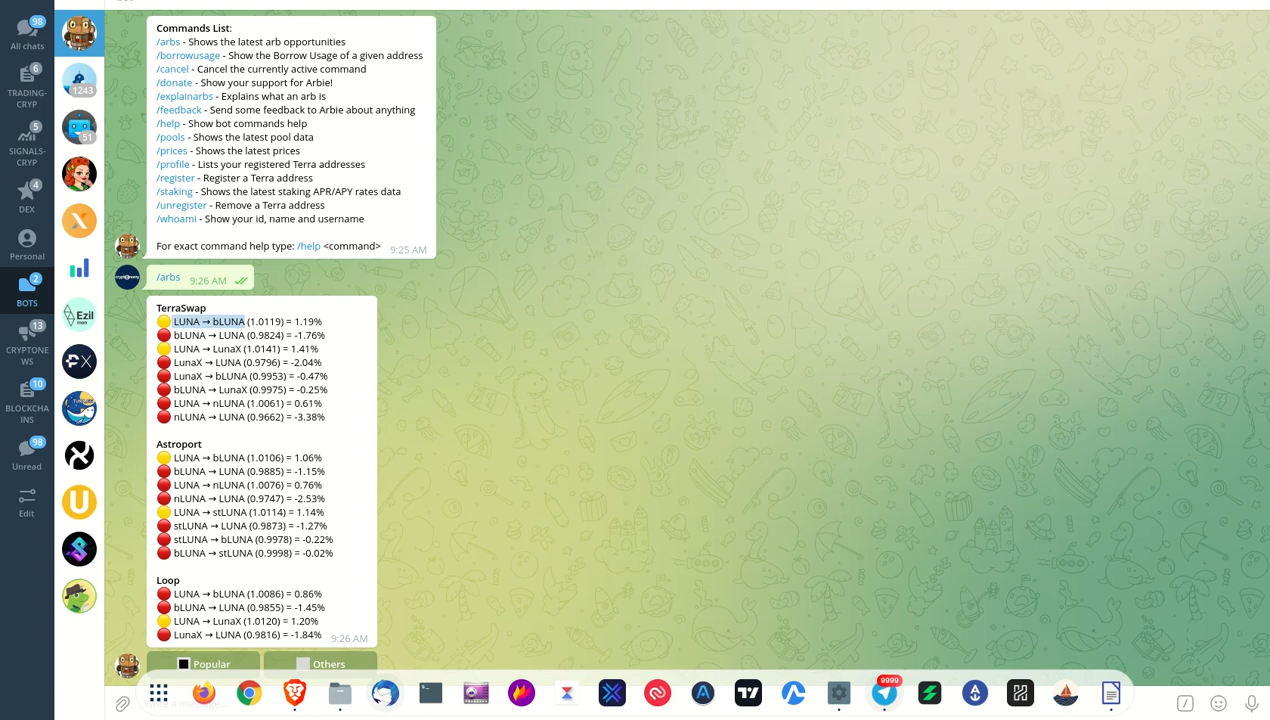 98
All chats
6
TRADING-
CRYP
5
SIGNALS-
CRYP
4
DEX
Personal
2
BOTS
13
CRYPTONE
WS
10
BLOCKCHA
INS
98
Unread
Edit
1243
51
Ezil
mon
PX
U
Commands List:
/arbs - Shows the latest arb opportunities
/borrowusage - Show the Borrow Usage of a given address
/cancel - Cancel the currently active command
/donate - Show your support for Arbie!
/explainarbs - Explains what an arb is
/feedback - Send some feedback to Arbie about anything
/help - Show bot commands help
/pools - Shows the latest pool data
/prices - Shows the latest prices
/profile - Lists your registered Terra addresses
/register - Register a Terra address
/staking - Shows the latest staking APR/APY rates data
/unregister - Remove a Terra address
/whoami - Show your id, name and username
For exact command help type: /help <command>
9:25 AM
/arbs 9:26 AM
TerraSwap
LUNA → bLUNA (1.0119) = 1.19%
bLUNA → LUNA (0.9824) = -1.76%
LUNA → LunaX (1.0141) = 1.41%
LunaX → LUNA (0.9796) = -2.04%
LunaX → bLUNA (0.9953) = -0.47%
bLUNA → LunaX (0.9975) = -0.25%
LUNA → nLUNA (1.0061) = 0.61%
nLUNA → LUNA (0.9662) = -3.38%
Astroport
LUNA → bLUNA (1.0106) = 1.06%
bLUNA → LUNA (0.9885) = -1.15%
LUNA → nLUNA (1.0076) = 0.76%
nLUNA → LUNA (0.9747) = -2.53%
LUNA → stLUNA (1.0114) = 1.14%
stLUNA → LUNA (0.9873) = -1.27%
stLUNA → bLUNA (0.9978) = -0.22%
bLUNA → stLUNA (0.9998) = -0.02%
Loop
LUNA → bLUNA (1.0086) = 0.86%
bLUNA → LUNA (0.9855) = -1.45%
LUNA → LunaX (1.0120) = 1.20%
LunaX → LUNA (0.9816) = -1.84%
9:26 AM
Popular Others
Write a message...
9999